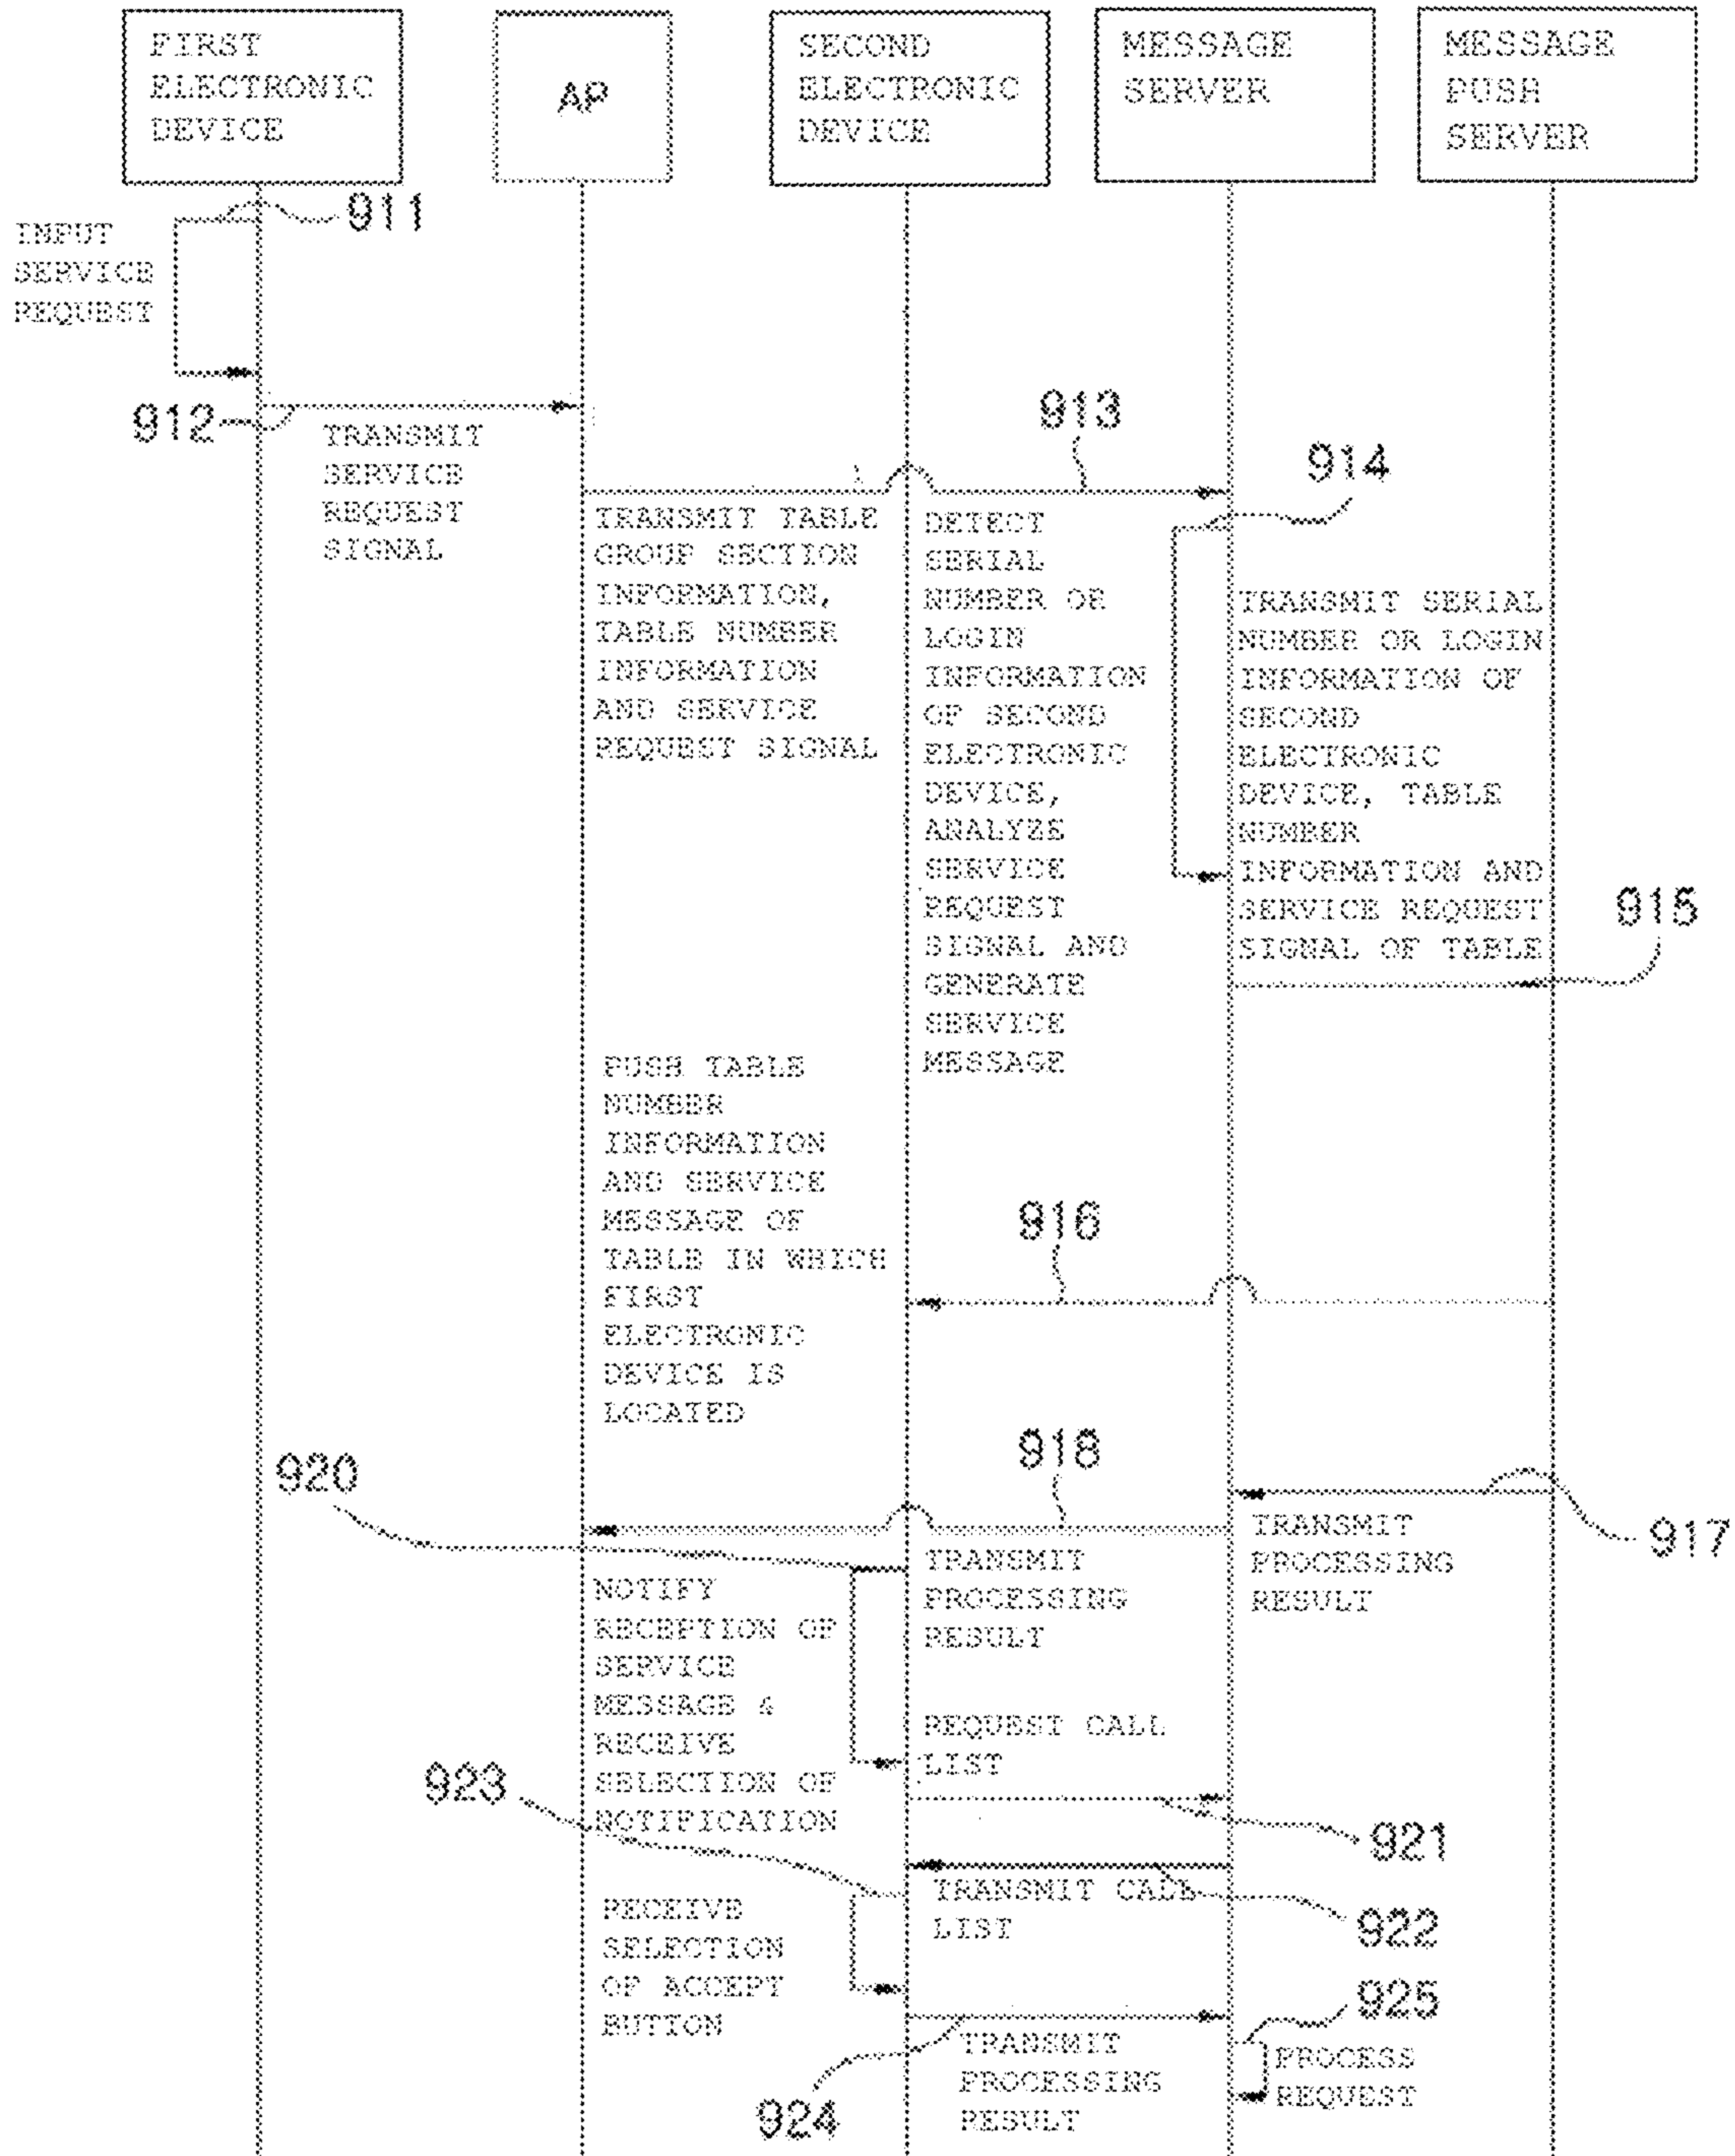 FIRST
ELECTRONIC
DEVICE
AP
SECOND
ELECTRONIC
DEVICE
MESSAGE
SERVER
MESSAGE
PUSH
SERVER
911
INPUT
SERVICE
REQUEST
912
TRANSMIT
SERVICE
REQUEST
SIGNAL
913
TRANSMIT TABLE
GROUP SECTION
INFORMATION,
TABLE NUMBER
INFORMATION
AND SERVICE
REQUEST SIGNAL
914
DETECT
SERIAL
NUMBER OR
LOGIN
INFORMATION
OF SECOND
ELECTRONIC
DEVICE,
ANALYZE
SERVICE
REQUEST
SIGNAL AND
GENERATE
SERVICE
MESSAGE
TRANSMIT SERIAL
NUMBER OR LOGIN
INFORMATION OF
SECOND
ELECTRONIC
DEVICE, TABLE
NUMBER
INFORMATION AND
SERVICE REQUEST
SIGNAL OF TABLE
915
PUSH TABLE
NUMBER
INFORMATION
AND SERVICE
MESSAGE OF
TABLE IN WHICH
FIRST
ELECTRONIC
DEVICE IS
LOCATED
916
917
TRANSMIT
PROCESSING
RESULT
918
TRANSMIT
PROCESSING
RESULT
920
NOTIFY
RECEPTION OF
SERVICE
MESSAGE &
RECEIVE
SELECTION OF
NOTIFICATION
REQUEST CALL
LIST
921
TRANSMIT CALL
LIST
922
923
RECEIVE
SELECTION
OF ACCEPT
BUTTON
924
TRANSMIT
PROCESSING
RESULT
925
PROCESS
REQUEST